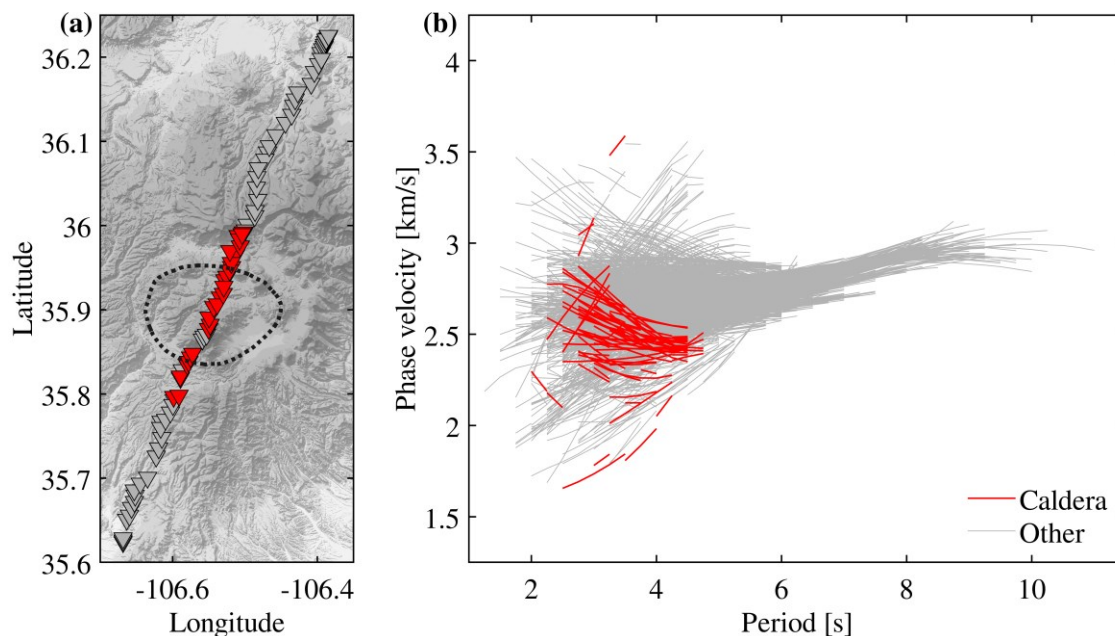 (a)
36.2
36.1
36
35.9
35.8
35.7
35.6
Latitude
-106.6
-106.4
Longitude
(b)
4
3.5
3
2.5
2
1.5
Phase velocity [km/s]
2
4
6
8
10
Period [s]
Caldera
Other